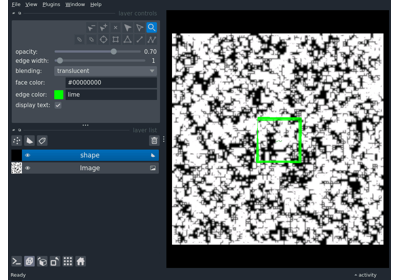 File View Plugins Window Help
layer controls
opacity: 0.70
edge width: 1
blending: translucent
face color: #00000000
edge color: lime
display text:
layer list
shape
Image
Ready
activity